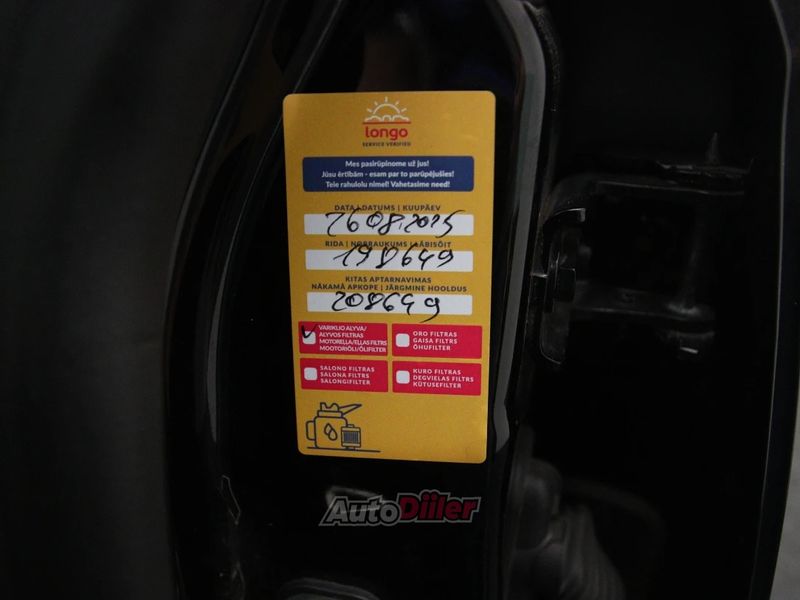 longo
SERVICE VERIFIED
Mes pasirūpinome už jus!
Jūsu ērtībām - esam par to parūpējušies!
Teie rahulolu nimel! Vahetasime need!
DATA | DATUMS | KUUPÄEV
26.08.2025
RIDA | NOBRAUKUMS | LÄBISÕIT
198649
KITAS APTARNAVIMAS
NĀKAMĀ APKOPE | JÄRGMINE HOOLDUS
208649
VARIKLIO ALYVA/
ALYVOS FILTRAS
MOTORELLA/EĻĻAS FILTRS
MOOTORIÕLI/ÕLIFILTER
ORO FILTRAS
GAISA FILTRS
ÕHUFILTER
SALONO FILTRAS
SALONA FILTRS
SALONGIFILTER
KURO FILTRAS
DEGVIELAS FILTRS
KÜTUSEFILTER
AutoDiiler